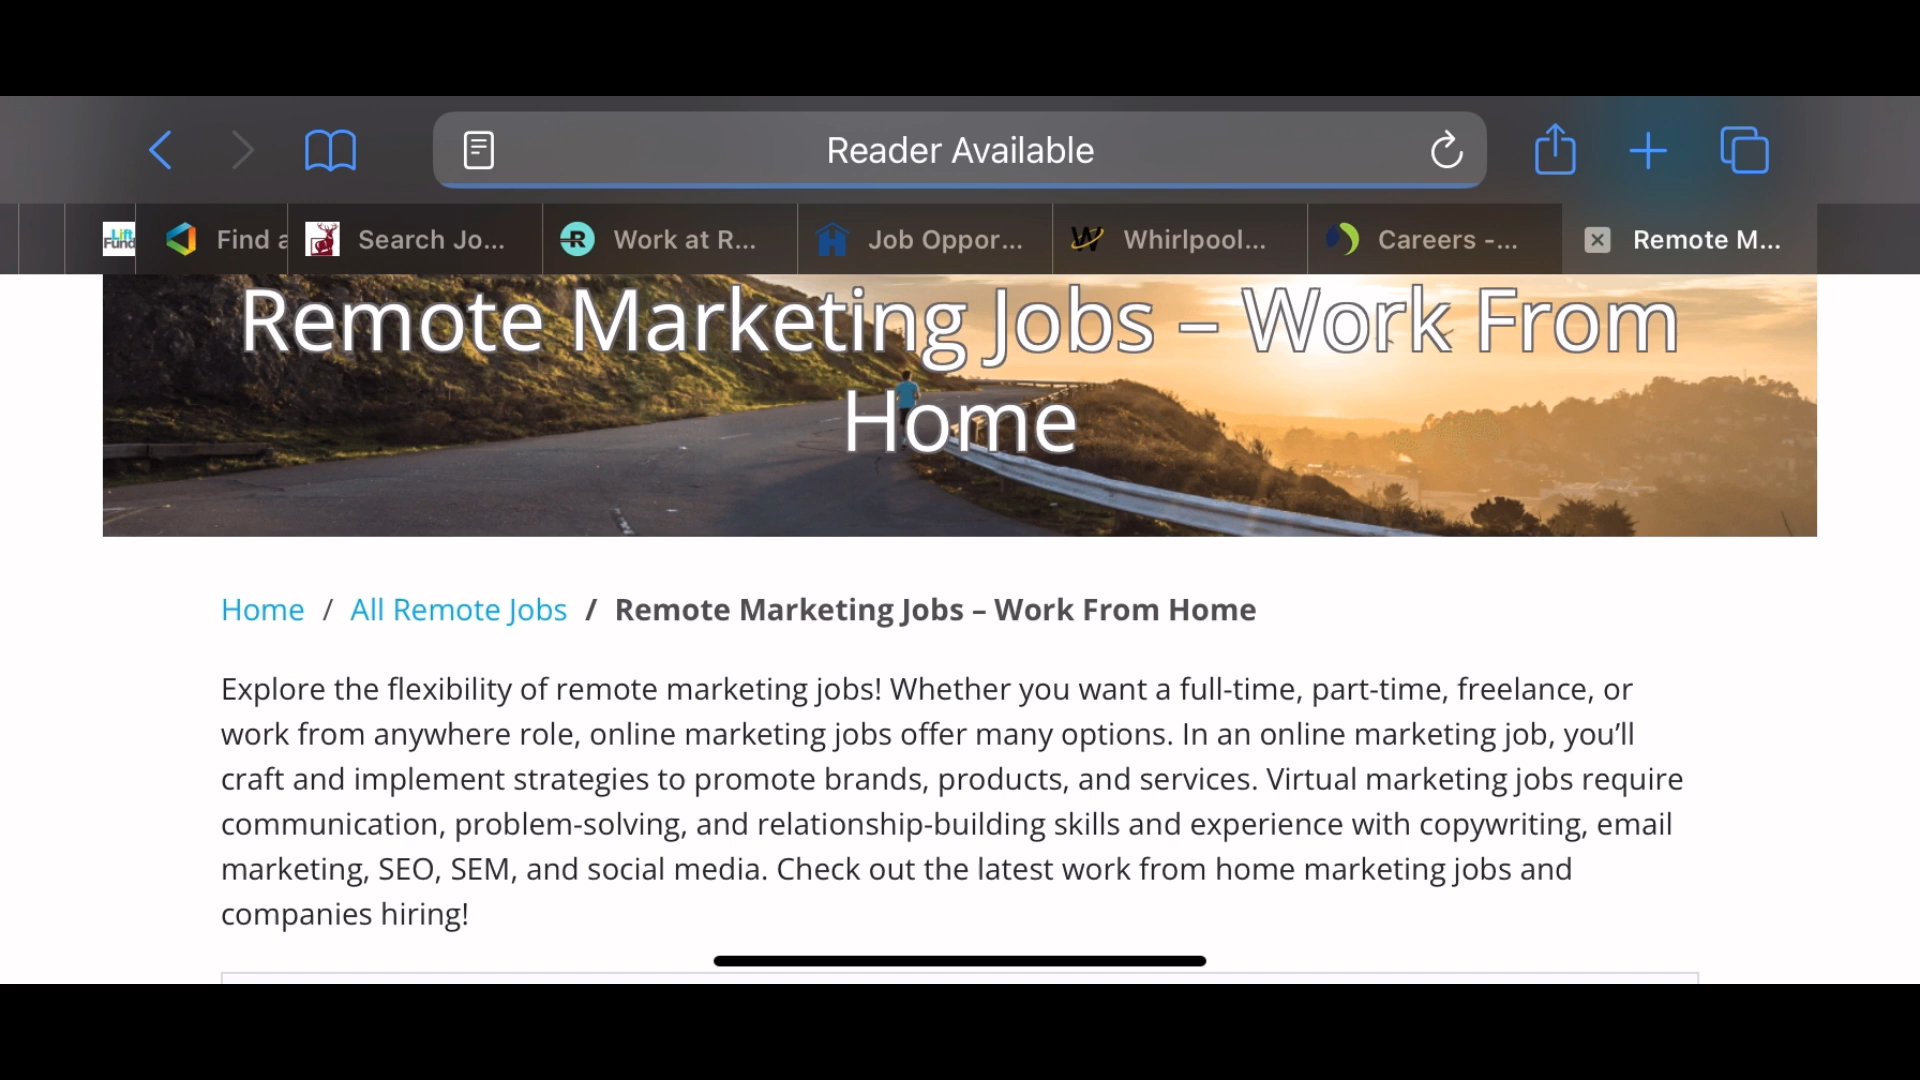 Reader Available
Lift Fund
Find a
Search Jo...
R
Work at R...
H
Job Oppor...
W
Whirlpool...
Careers -...
Remote M...
Remote Marketing Jobs – Work From
Home
Home / All Remote Jobs / Remote Marketing Jobs – Work From Home
Explore the flexibility of remote marketing jobs! Whether you want a full-time, part-time, freelance, or
work from anywhere role, online marketing jobs offer many options. In an online marketing job, you’ll
craft and implement strategies to promote brands, products, and services. Virtual marketing jobs require
communication, problem-solving, and relationship-building skills and experience with copywriting, email
marketing, SEO, SEM, and social media. Check out the latest work from home marketing jobs and
companies hiring!